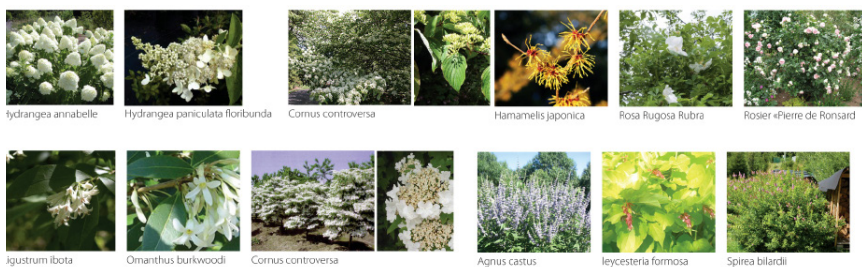 Hydrangea annabelle
Hydrangea paniculata floribunda
Cornus controversa
Hamamelis japonica
Rosa Rugosa Rubra
Rosier «Pierre de Ronsard
Ligustrum ibota
Omanthus burkwoodi
Cornus controversa
Agnus castus
leycesteria formosa
Spirea bilardii